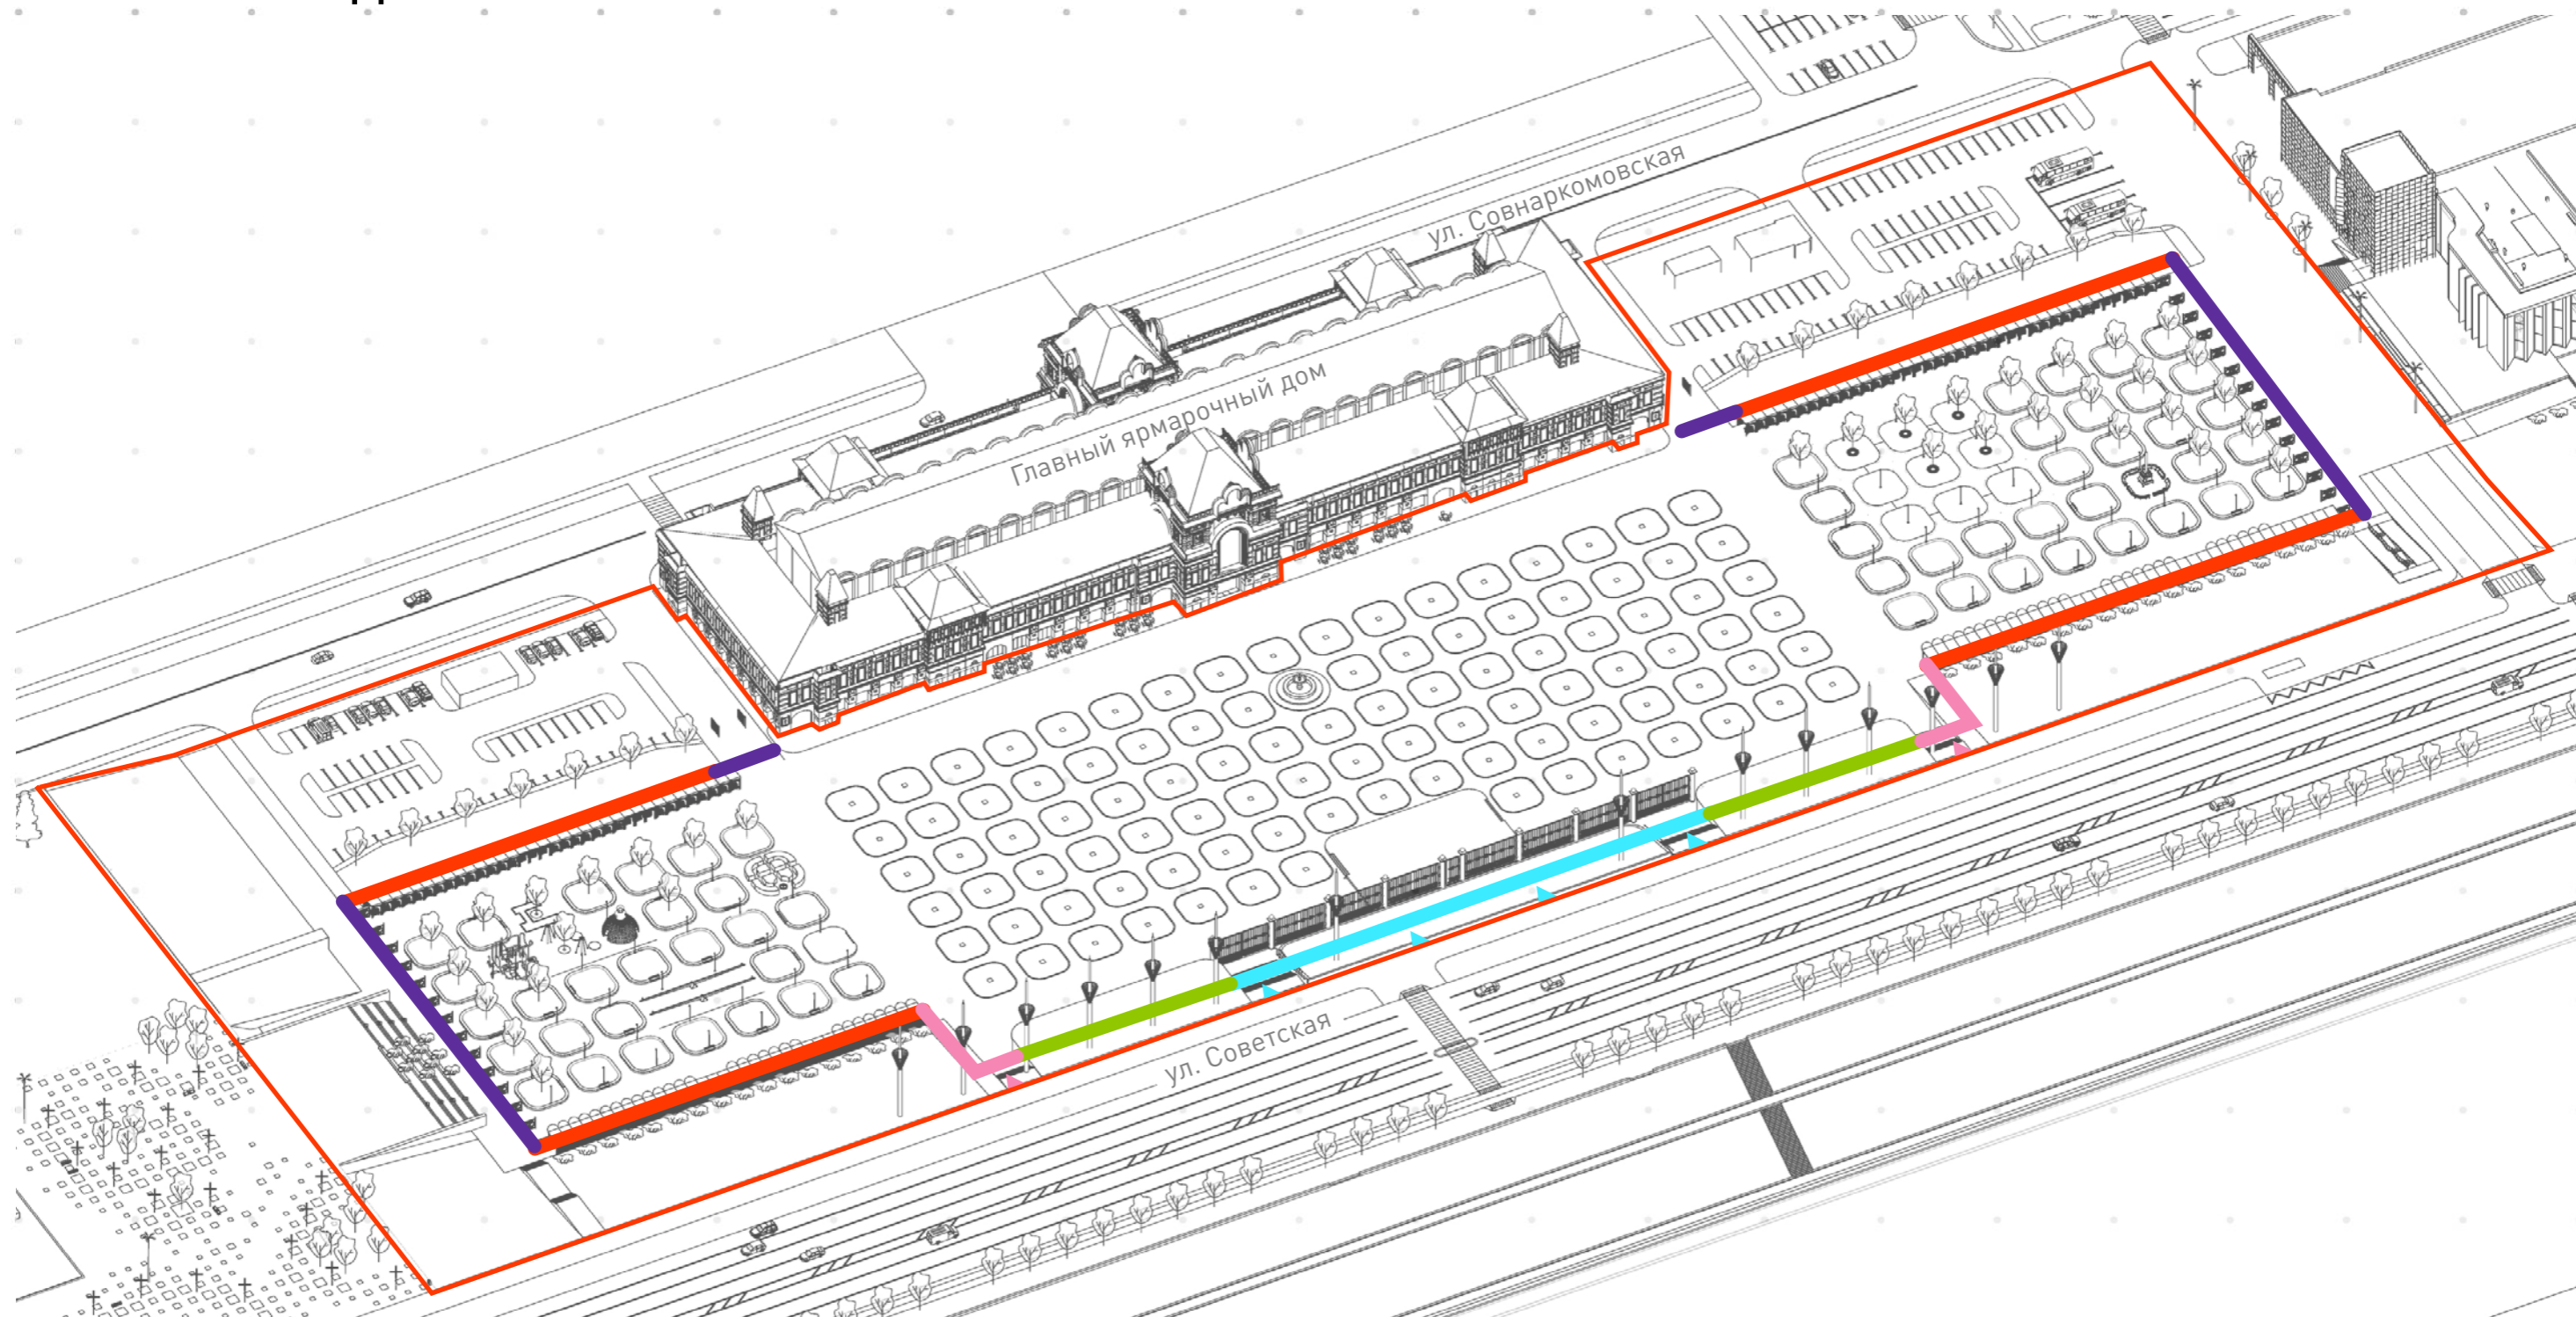 ул. Совнаркомовская
Главный ярмарочный дом
ул. Советская